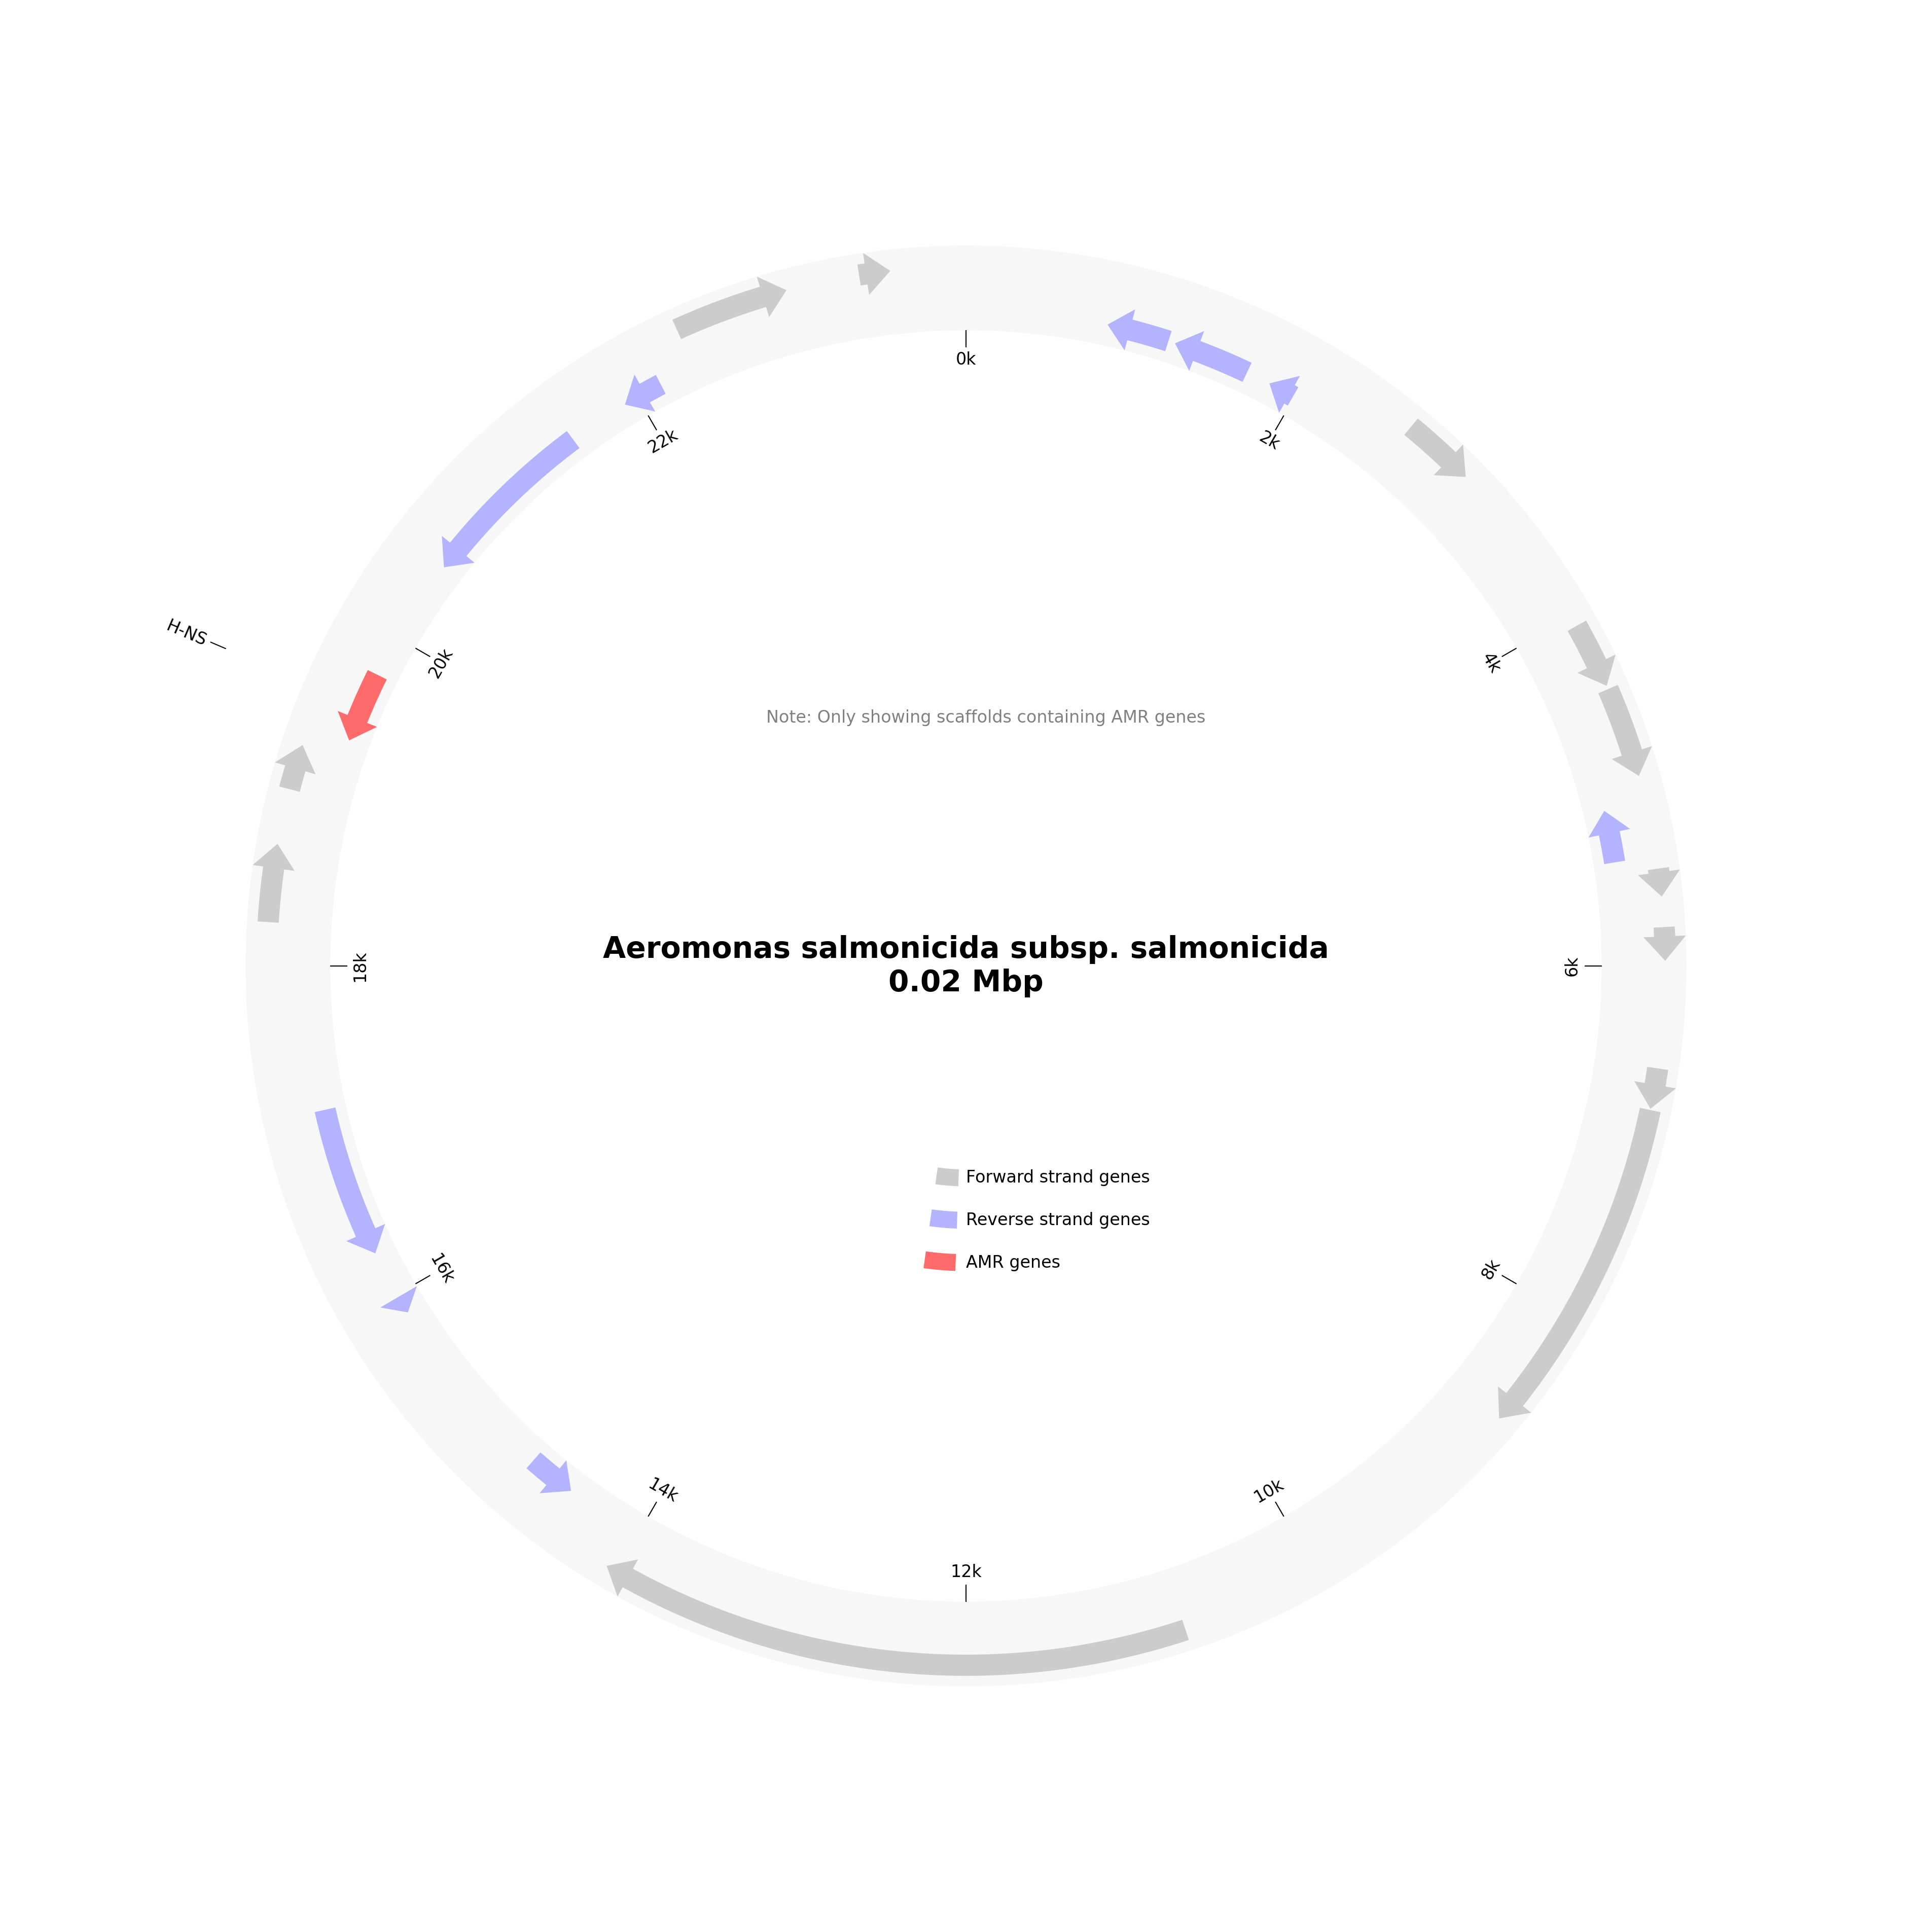 0k
2k
22k
H-NS
20k
4k
Note: Only showing scaffolds containing AMR genes
Aeromonas salmonicida subsp. salmonicida
0.02 Mbp
18k
6k
Forward strand genes
Reverse strand genes
AMR genes
16k
8k
14k
10k
12k